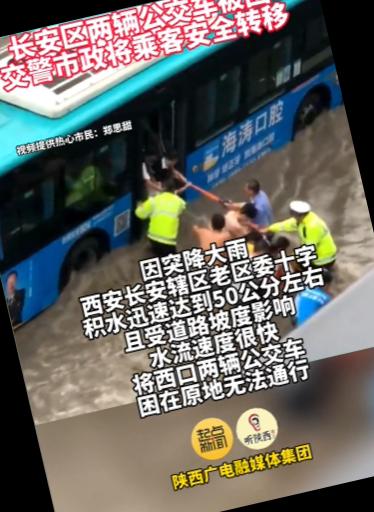 长安区两辆公交车被困
交警市政将乘客安全转移
视频提供热心市民：郑思甜
海涛口腔
因突降大雨
西安长安辖区老区委十字
积水迅速达到50公分左右
且受道路坡度影响
水流速度很快
将西口两辆公交车
困在原地无法通行
起点
新闻
听陕西
陕西广电融媒体集团